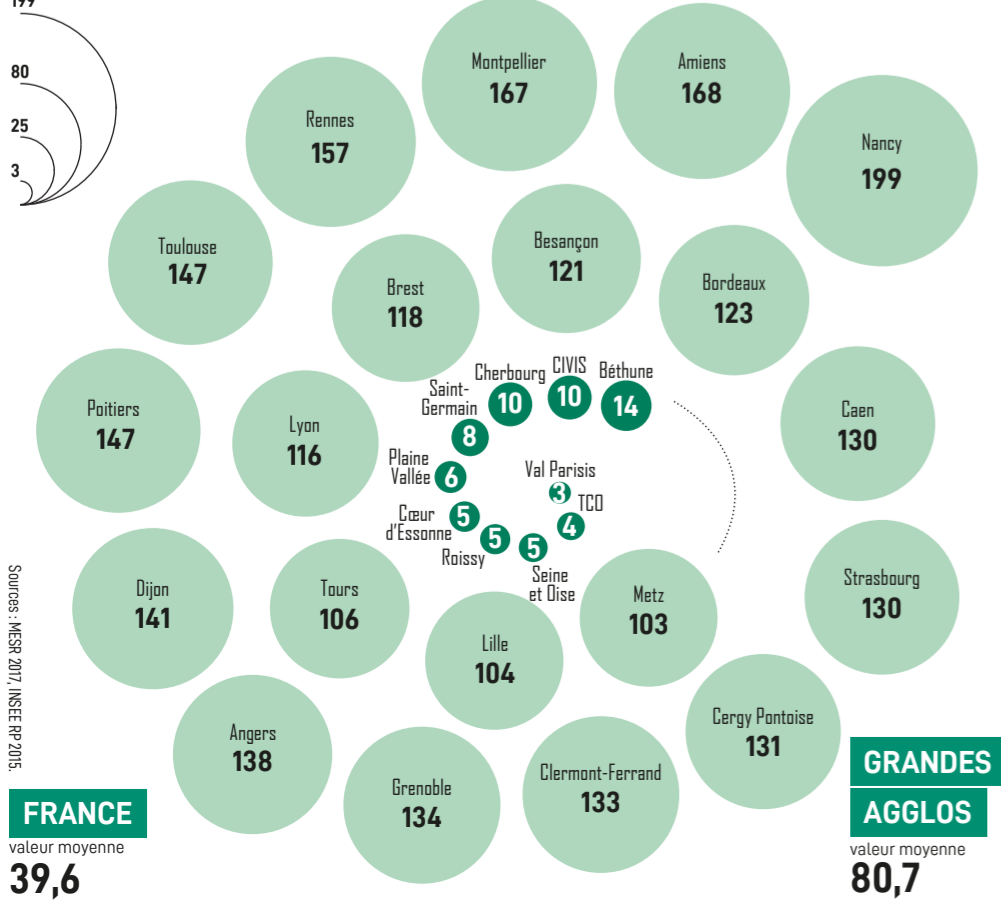 199
80
25
3
Montpellier
167
Amiens
168
Nancy
199
Rennes
157
Toulouse
147
Besançon
121
Bordeaux
123
Brest
118
Cherbourg
10
CIVIS
10
Béthune
14
Saint-
Germain
8
Caen
130
Poitiers
147
Lyon
116
Plaine
Vallée
6
Val Parisis
3
TCO
4
Cœur
d'Essonne
5
Roissy
5
Seine
et Oise
5
Dijon
141
Tours
106
Metz
103
Strasbourg
130
Lille
104
Angers
138
Cergy Pontoise
131
Grenoble
134
Clermont-Ferrand
133
Sources : MESR 2017, INSEE RP 2015.
FRANCE
valeur moyenne
39,6
GRANDES
AGGLOS
valeur moyenne
80,7